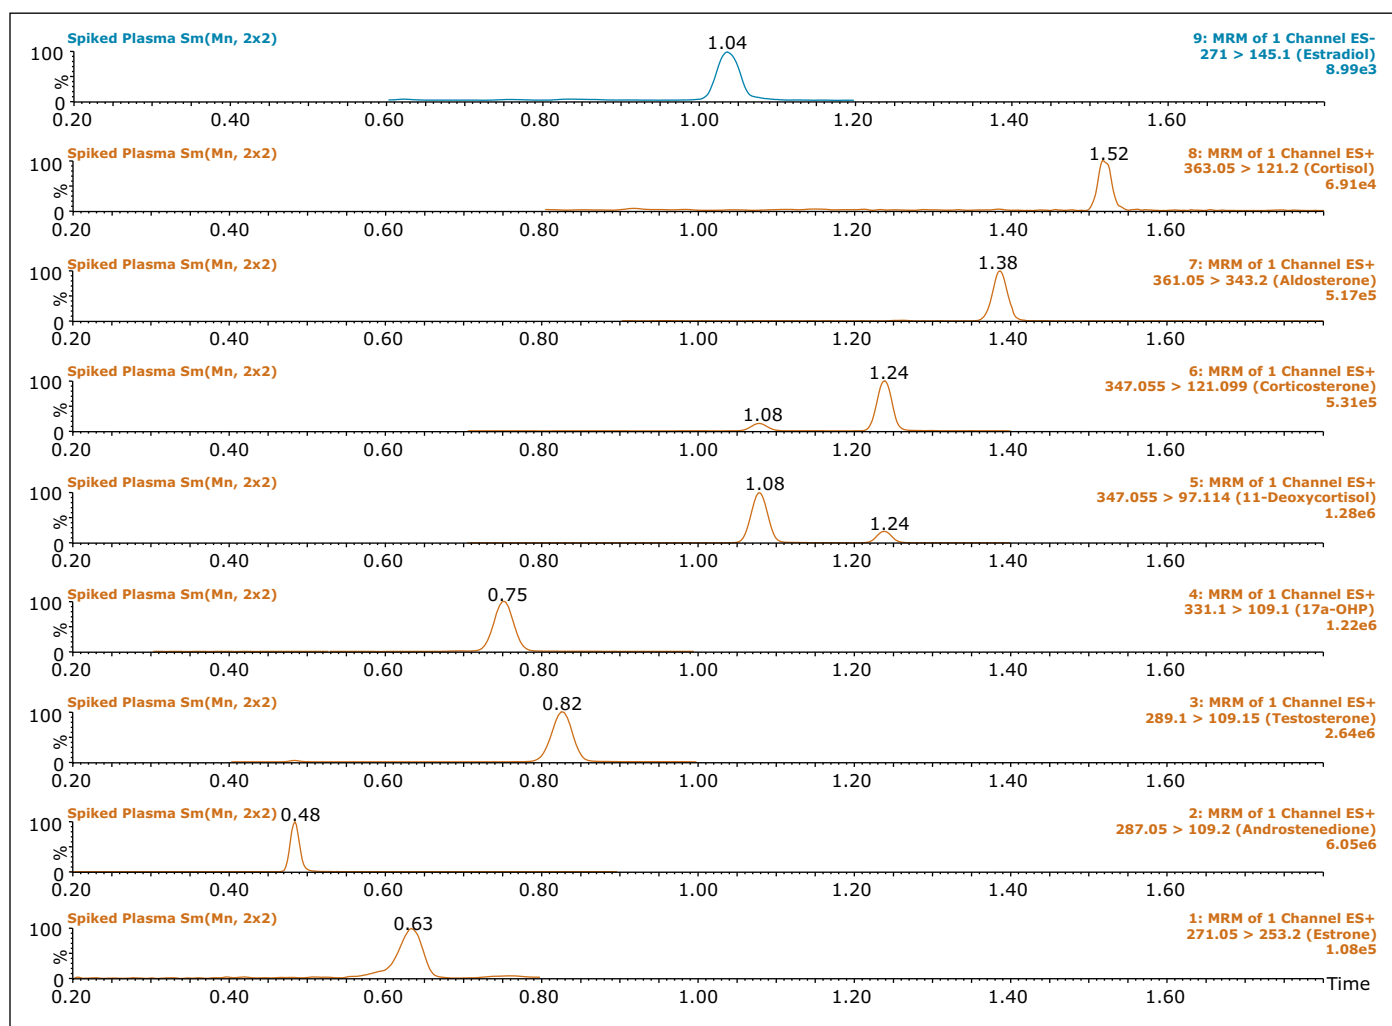 Spiked Plasma Sm(Mn, 2x2)
9: MRM of 1 Channel ES-
271 > 145.1 (Estradiol)
8.99e3
1.04
100
%
0
0.20 0.40 0.60 0.80 1.00 1.20 1.40 1.60
Spiked Plasma Sm(Mn, 2x2)
8: MRM of 1 Channel ES+
363.05 > 121.2 (Cortisol)
6.91e4
1.52
100
%
0
0.20 0.40 0.60 0.80 1.00 1.20 1.40 1.60
Spiked Plasma Sm(Mn, 2x2)
7: MRM of 1 Channel ES+
361.05 > 343.2 (Aldosterone)
5.17e5
1.38
100
%
0
0.20 0.40 0.60 0.80 1.00 1.20 1.40 1.60
Spiked Plasma Sm(Mn, 2x2)
6: MRM of 1 Channel ES+
347.055 > 121.099 (Corticosterone)
5.31e5
1.24
1.08
100
%
0
0.20 0.40 0.60 0.80 1.00 1.20 1.40 1.60
Spiked Plasma Sm(Mn, 2x2)
5: MRM of 1 Channel ES+
347.055 > 97.114 (11-Deoxycortisol)
1.28e6
1.08
1.24
100
%
0
0.20 0.40 0.60 0.80 1.00 1.20 1.40 1.60
Spiked Plasma Sm(Mn, 2x2)
4: MRM of 1 Channel ES+
331.1 > 109.1 (17a-OHP)
1.22e6
0.75
100
%
0
0.20 0.40 0.60 0.80 1.00 1.20 1.40 1.60
Spiked Plasma Sm(Mn, 2x2)
3: MRM of 1 Channel ES+
289.1 > 109.15 (Testosterone)
2.64e6
0.82
100
%
0
0.20 0.40 0.60 0.80 1.00 1.20 1.40 1.60
Spiked Plasma Sm(Mn, 2x2)
2: MRM of 1 Channel ES+
287.05 > 109.2 (Androstenedione)
6.05e6
0.48
100
%
0
0.20 0.40 0.60 0.80 1.00 1.20 1.40 1.60
Spiked Plasma Sm(Mn, 2x2)
1: MRM of 1 Channel ES+
271.05 > 253.2 (Estrone)
1.08e5
0.63
100
%
0
Time
0.20 0.40 0.60 0.80 1.00 1.20 1.40 1.60